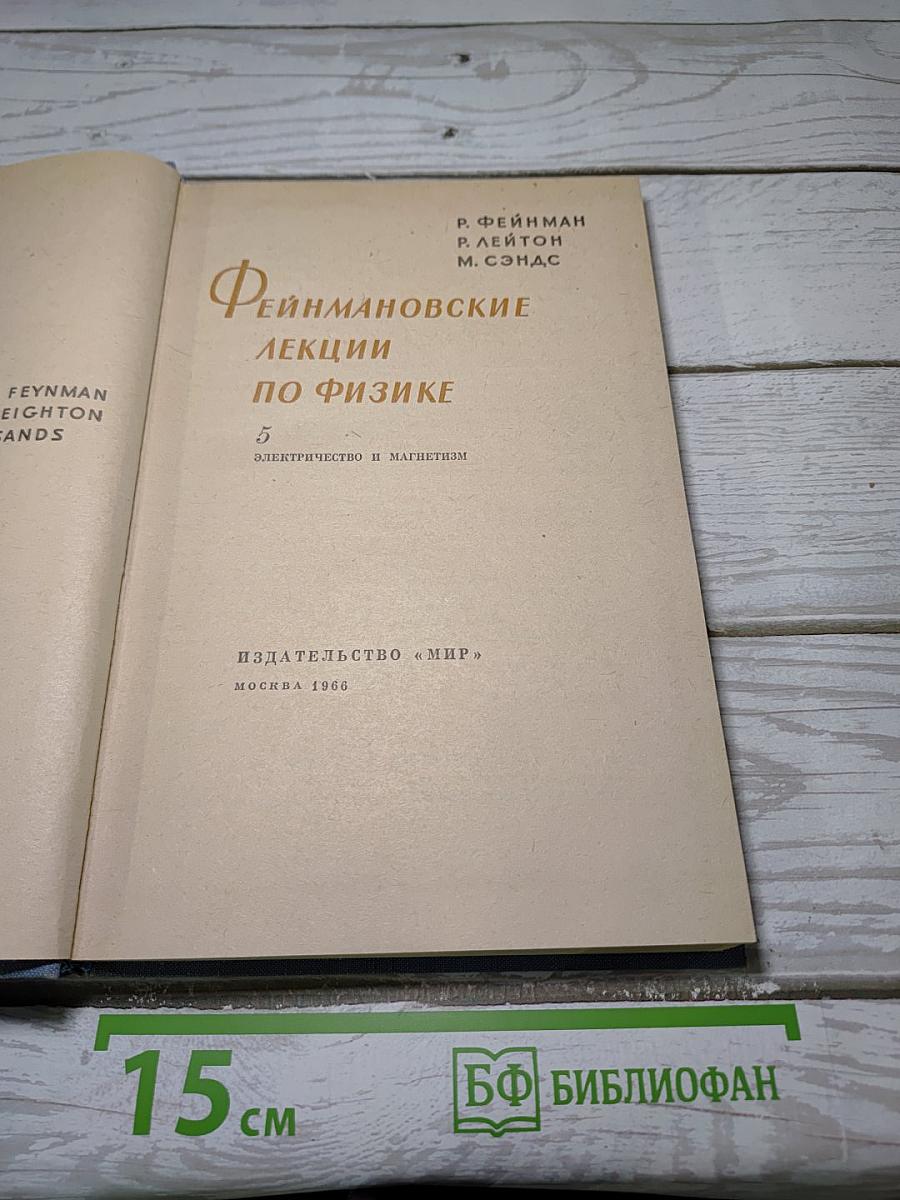 FEYNMAN
EIGHTON
SANDS
Р. ФЕЙНМАН
Р. ЛЕЙТОН
М. СЭНДС
ФЕЙНМАНОВСКИЕ
ЛЕКЦИИ
ПО ФИЗИКЕ
5
ЭЛЕКТРИЧЕСТВО И МАГНЕТИЗМ
ИЗДАТЕЛЬСТВО «МИР»
МОСКВА 1966
15 см
БФ БИБЛИОФАН